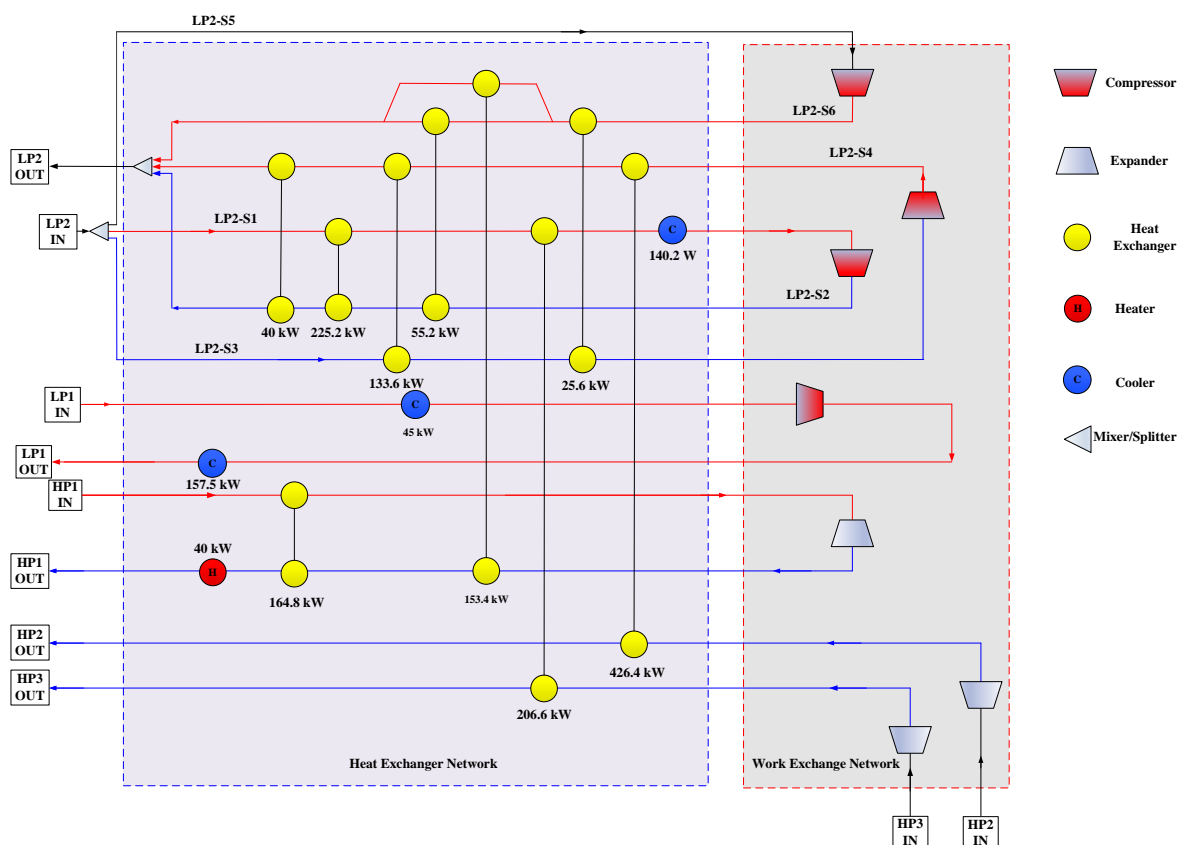 LP2-S5
Compressor
LP2-S6
LP2
OUT
LP2-S4
Expander
LP2
IN
LP2-S1
C
140.2 W
Heat
Exchanger
LP2-S2
40 kW
225.2 kW
55.2 kW
H
Heater
LP2-S3
133.6 kW
25.6 kW
C
Cooler
LP1
IN
C
45 kW
Mixer/Splitter
LP1
OUT
C
157.5 kW
HP1
IN
40 kW
HP1
OUT
H
164.8 kW
153.4 kW
HP2
OUT
426.4 kW
HP3
OUT
206.6 kW
Heat Exchanger Network
Work Exchange Network
HP3
IN
HP2
IN